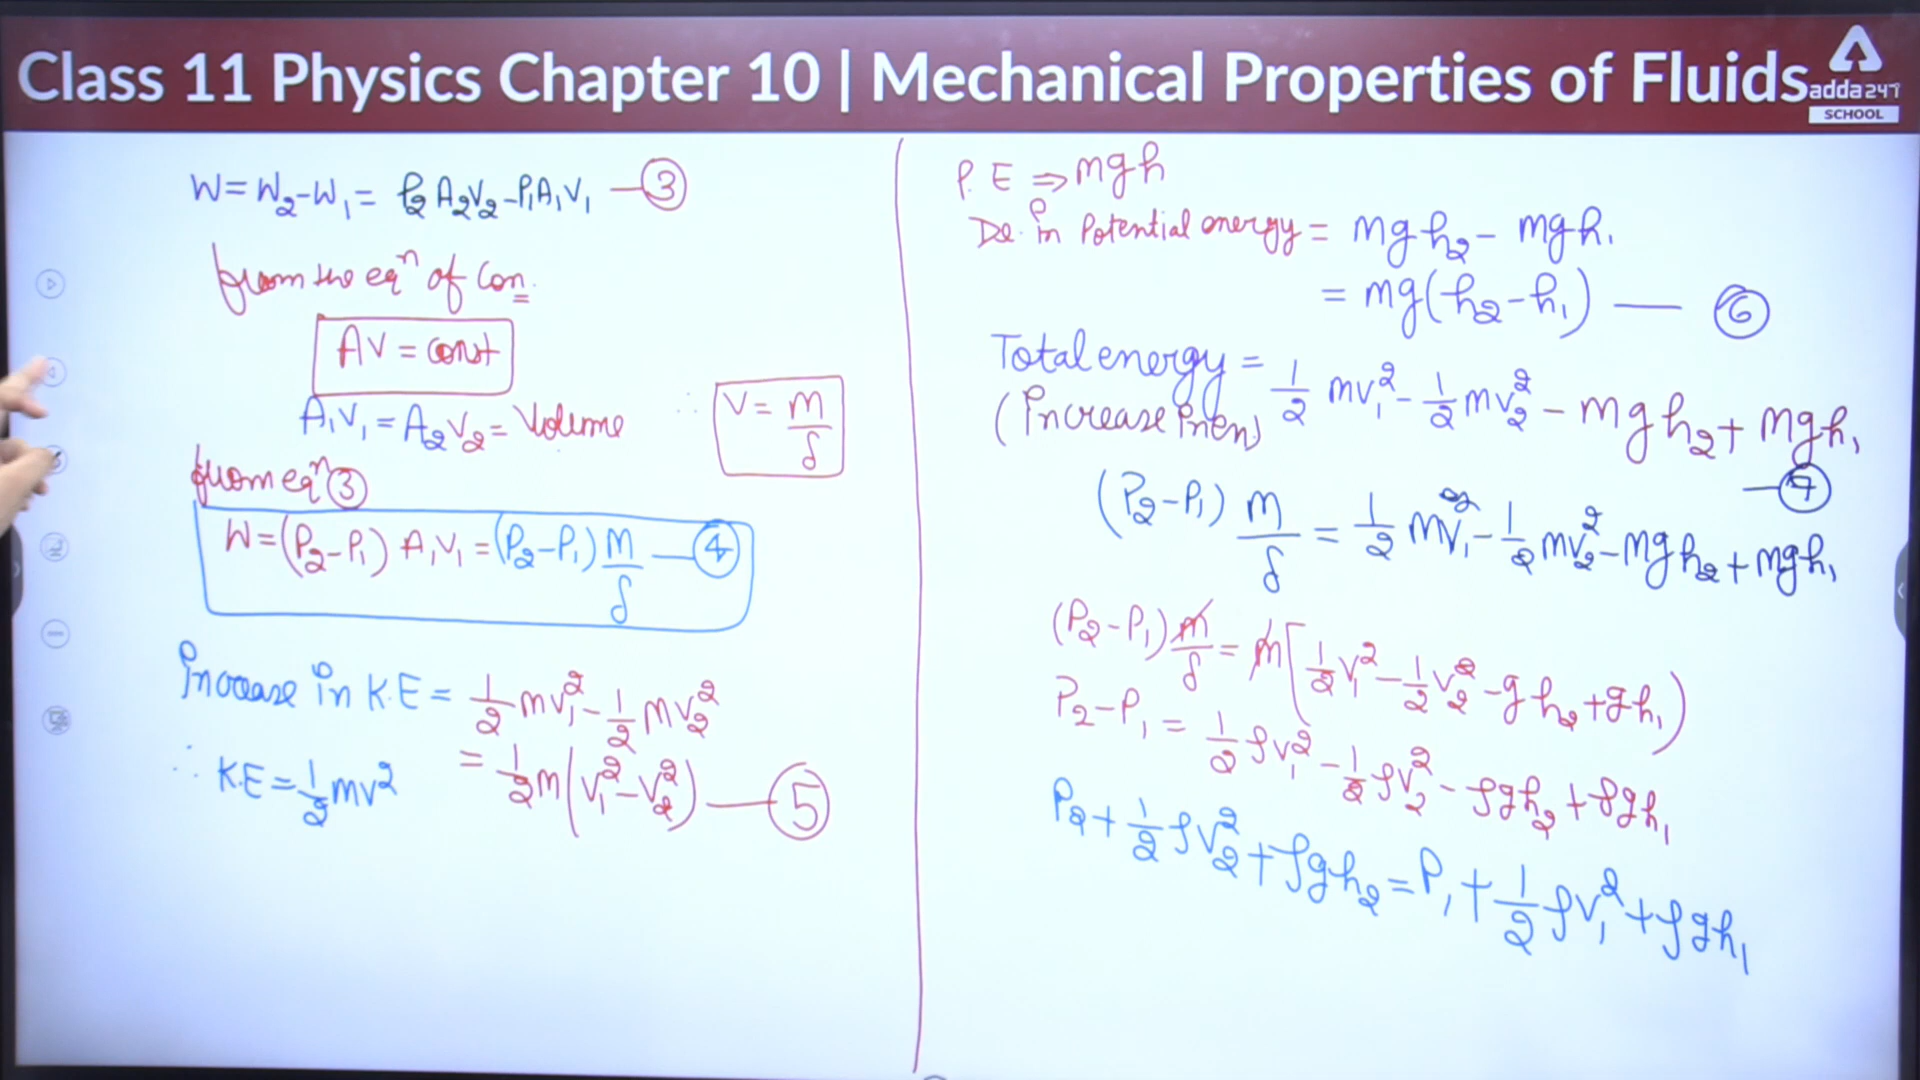 Class 11 Physics Chapter 10 | Mechanical Properties of Fluids
adda247
SCHOOL
W = W₂ - W₁ = P₂A₂V₂ - P₁A₁V₁ — ③
from the eqⁿ of Con.
AV = const
A₁V₁ = A₂V₂ = Volume
∴ V = m/ρ
from eqⁿ ③
W = (P₂ - P₁) A₁V₁ = (P₂ - P₁) m/ρ — ④
Increase in K.E = 1/2 mv₁² - 1/2 mv₂²
= 1/2 m (v₁² - v₂²) — ⑤
∴ K.E = 1/2 mv²
P.E ⇒ mgh
De. in Potential energy = mgh₂ - mgh₁
= mg(h₂ - h₁) — ⑥
Total energy = 1/2 mv₁² - 1/2 mv₂² - mgh₂ + mgh₁
(Increase in en) — ⑦
(P₂ - P₁) m/ρ = 1/2 mv₁² - 1/2 mv₂² - mgh₂ + mgh₁
(P₂ - P₁) m/ρ = m[1/2 v₁² - 1/2 v₂² - gh₂ + gh₁)
P₂ - P₁ = 1/2 ρv₁² - 1/2 ρv₂² - ρgh₂ + ρgh₁
P₂ + 1/2 ρv₂² + ρgh₂ = P₁ + 1/2 ρv₁² + ρgh₁